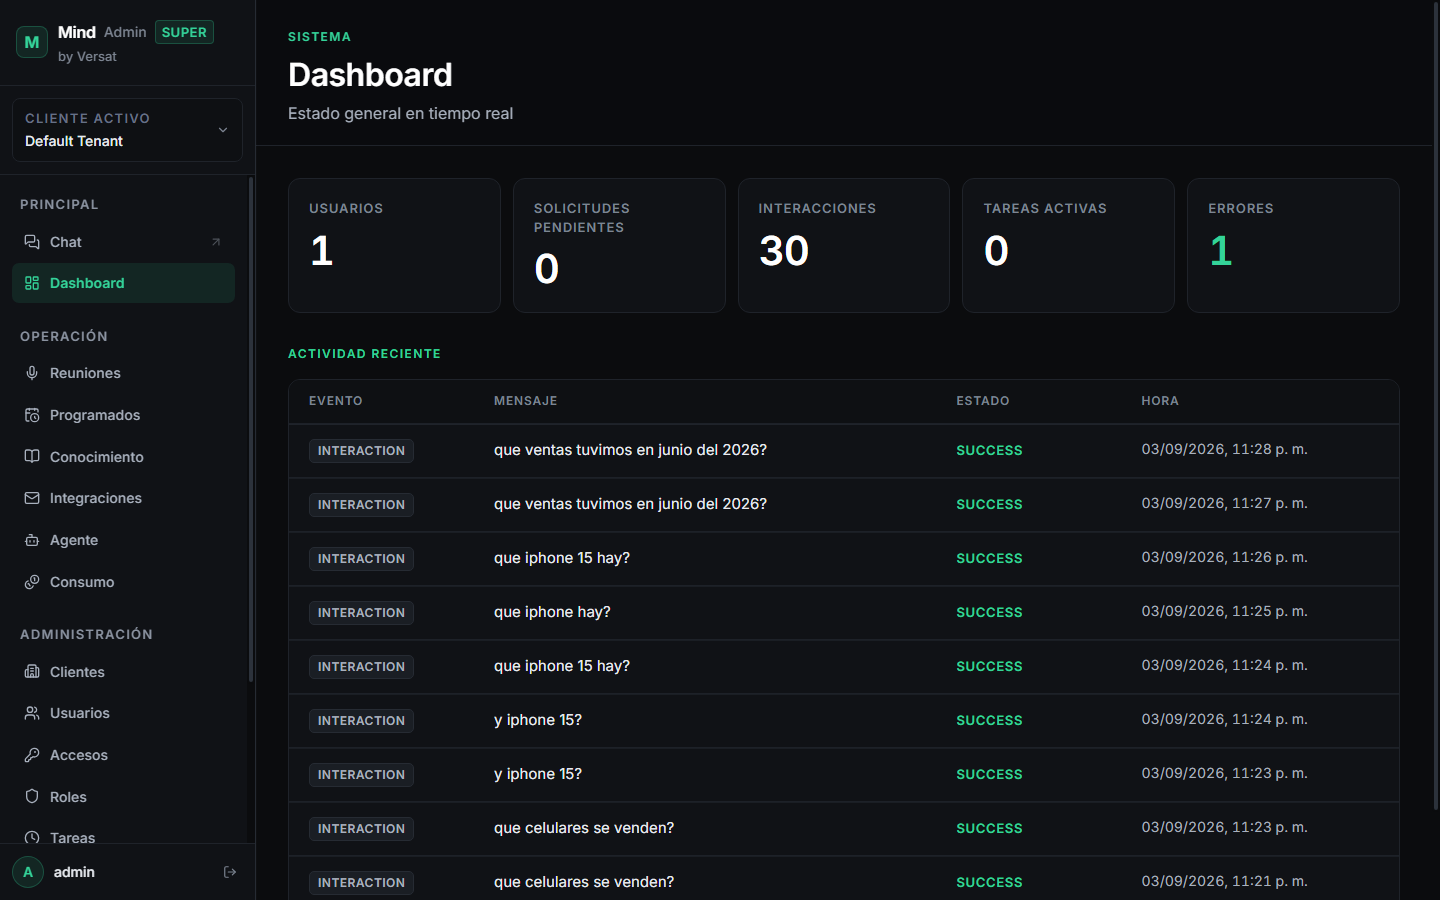 M
Mind Admin SUPER
by Versat
CLIENTE ACTIVO
Default Tenant
PRINCIPAL
Chat
Dashboard
OPERACIÓN
Reuniones
Programados
Conocimiento
Integraciones
Agente
Consumo
ADMINISTRACIÓN
Clientes
Usuarios
Accesos
Roles
Tareas
A admin
SISTEMA
Dashboard
Estado general en tiempo real
USUARIOS
1
SOLICITUDES
PENDIENTES
0
INTERACCIONES
30
TAREAS ACTIVAS
0
ERRORES
1
ACTIVIDAD RECIENTE
EVENTO MENSAJE ESTADO HORA
INTERACTION que ventas tuvimos en junio del 2026? SUCCESS 03/09/2026, 11:28 p. m.
INTERACTION que ventas tuvimos en junio del 2026? SUCCESS 03/09/2026, 11:27 p. m.
INTERACTION que iphone 15 hay? SUCCESS 03/09/2026, 11:26 p. m.
INTERACTION que iphone hay? SUCCESS 03/09/2026, 11:25 p. m.
INTERACTION que iphone 15 hay? SUCCESS 03/09/2026, 11:24 p. m.
INTERACTION y iphone 15? SUCCESS 03/09/2026, 11:24 p. m.
INTERACTION y iphone 15? SUCCESS 03/09/2026, 11:23 p. m.
INTERACTION que celulares se venden? SUCCESS 03/09/2026, 11:23 p. m.
INTERACTION que celulares se venden? SUCCESS 03/09/2026, 11:21 p. m.